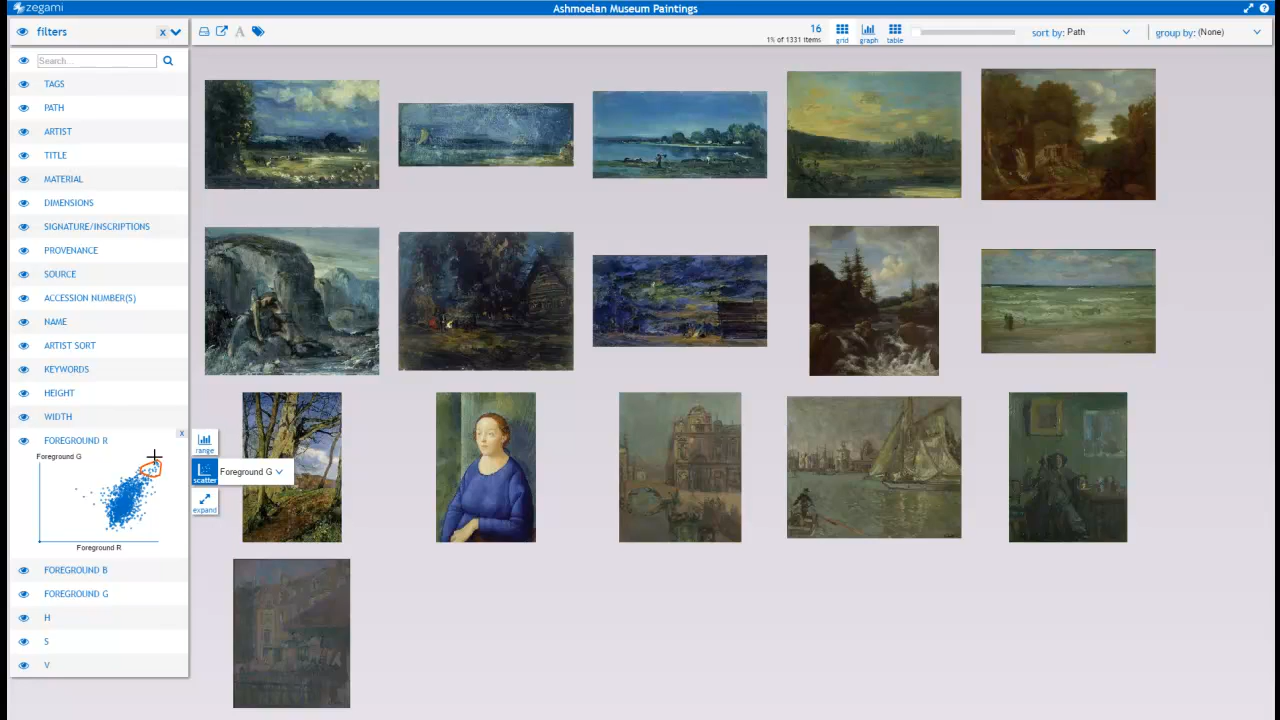 zegami
Ashmoelan Museum Paintings
filters
x
16
1% of 1331 items
grid
graph
table
sort by: Path
group by: (None)
Search...
TAGS
PATH
ARTIST
TITLE
MATERIAL
DIMENSIONS
SIGNATURE/INSCRIPTIONS
PROVENANCE
SOURCE
ACCESSION NUMBER(S)
NAME
ARTIST SORT
KEYWORDS
HEIGHT
WIDTH
FOREGROUND R
x
Foreground G
Foreground R
range
scatter
Foreground G
expand
FOREGROUND B
FOREGROUND G
H
S
V